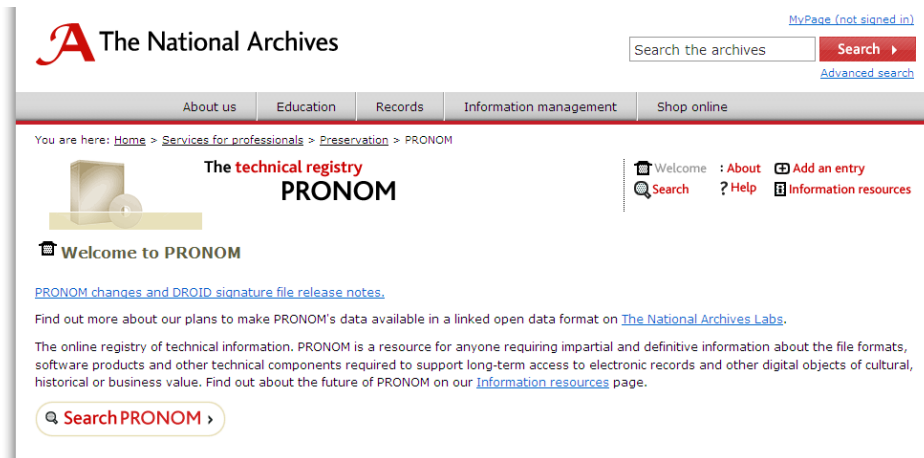 MyPage (not signed in)
A The National Archives
Search the archives
Search
Advanced search
About us Education Records Information management Shop online
You are here: Home > Services for professionals > Preservation > PRONOM
The technical registry
PRONOM
Welcome : About Add an entry
Search ? Help Information resources
Welcome to PRONOM
PRONOM changes and DROID signature file release notes.
Find out more about our plans to make PRONOM's data available in a linked open data format on The National Archives Labs.
The online registry of technical information. PRONOM is a resource for anyone requiring impartial and definitive information about the file formats,
software products and other technical components required to support long-term access to electronic records and other digital objects of cultural,
historical or business value. Find out about the future of PRONOM on our Information resources page.
Search PRONOM ›